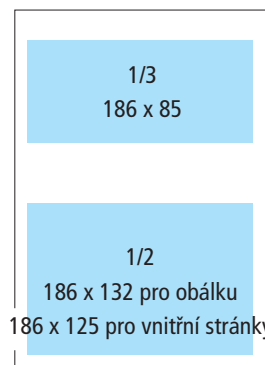 1/3
186 x 85
1/2
186 x 132 pro obálku
186 x 125 pro vnitřní stránky